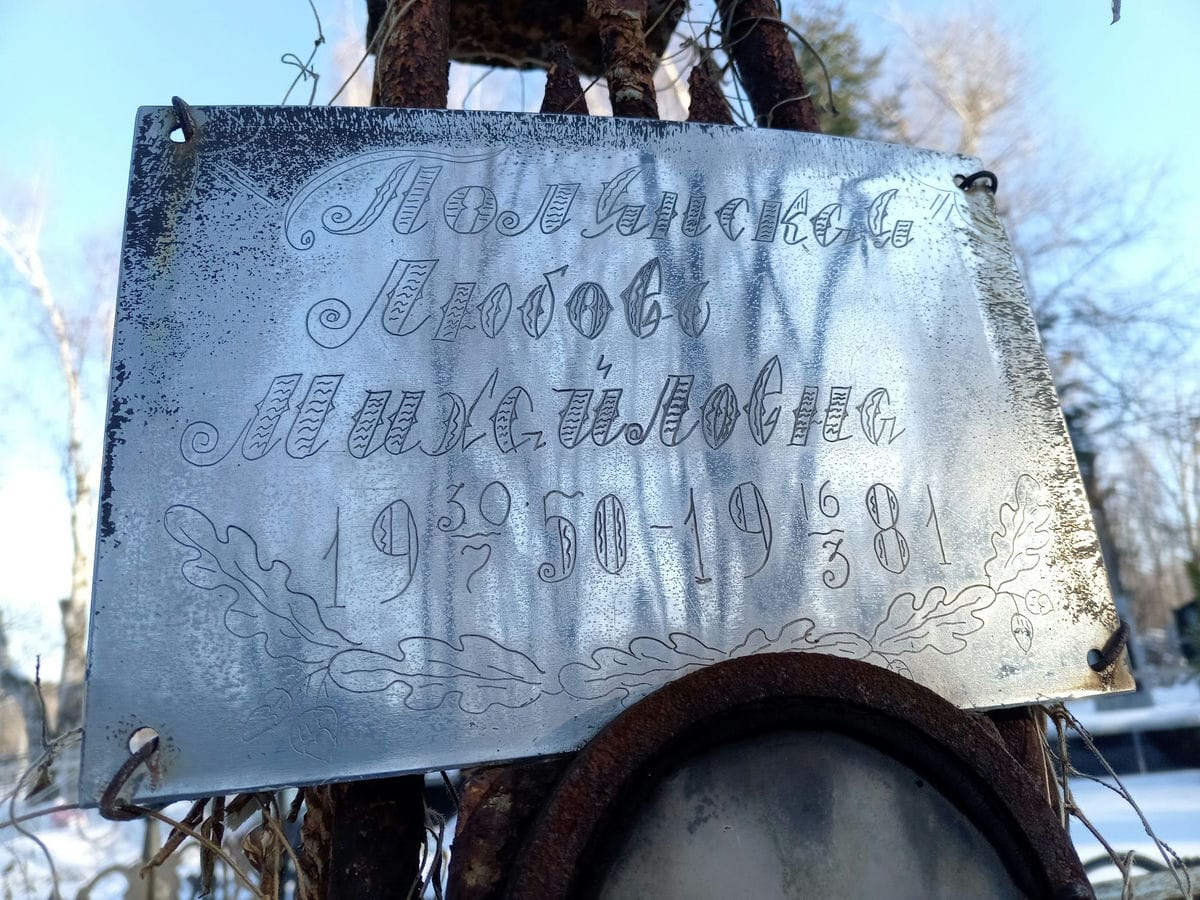 Полянская
Любовь
Михайловна
19 30/7 50 - 19 16/3 81